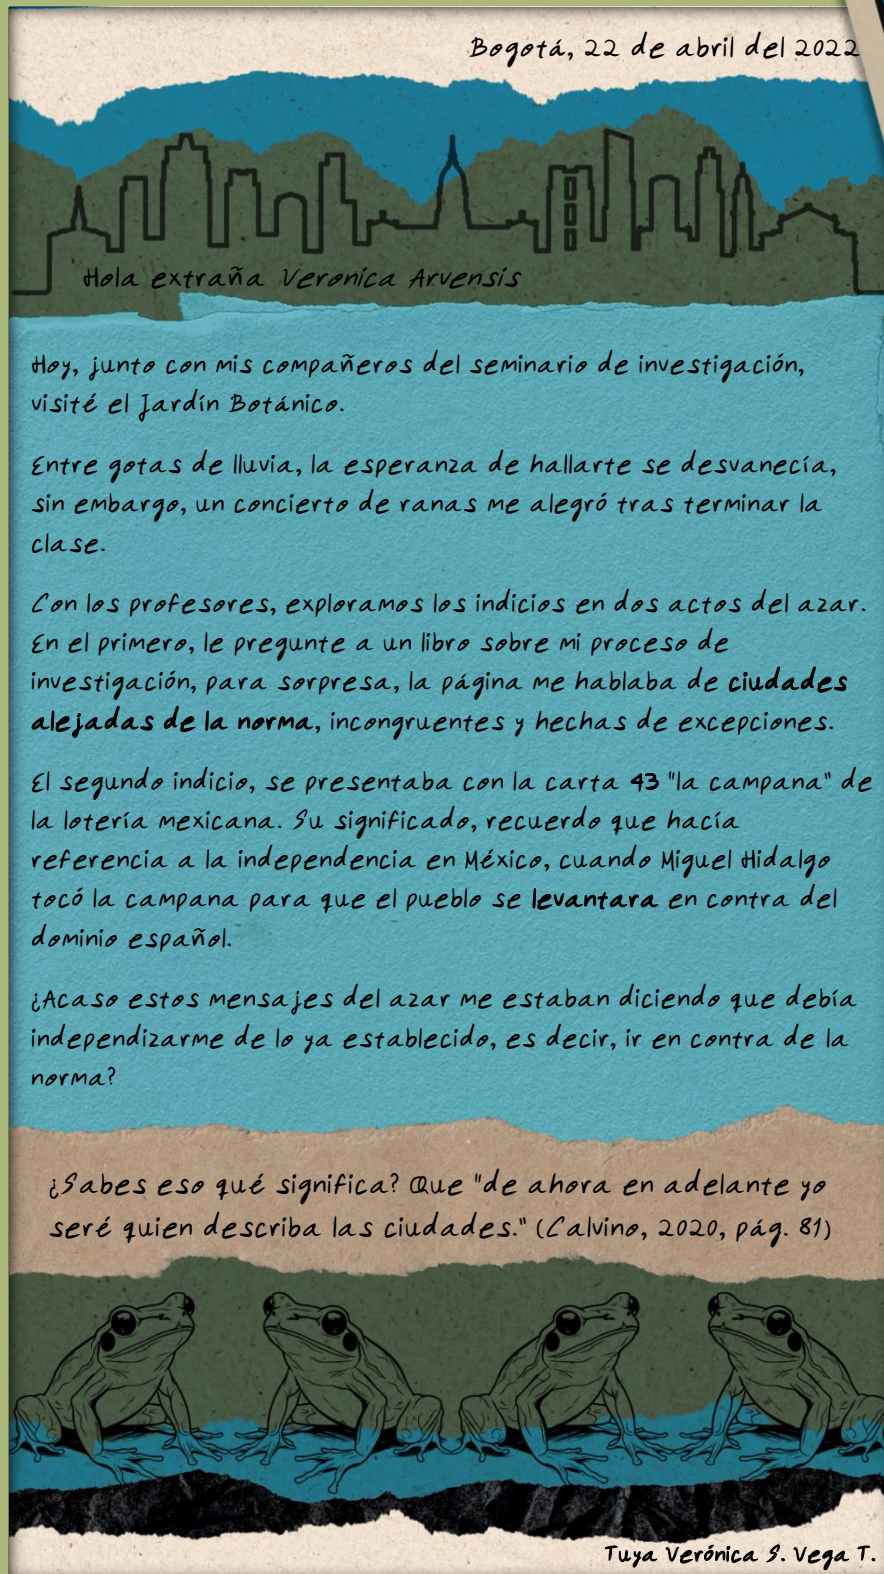 Bogotá, 22 de abril del 2022
Hola extraña Veronica Arvensis
Hoy, junto con mis compañeros del seminario de investigación,
visité el Jardín Botánico.
Entre gotas de lluvia, la esperanza de hallarte se desvanecía,
sin embargo, un concierto de ranas me alegró tras terminar la
clase.
Con los profesores, exploramos los indicios en dos actos del azar.
En el primero, le pregunte a un libro sobre mi proceso de
investigación, para sorpresa, la página me hablaba de ciudades
alejadas de la norma, incongruentes y hechas de excepciones.
El segundo indicio, se presentaba con la carta 43 "la campana" de
la lotería mexicana. Su significado, recuerdo que hacía
referencia a la independencia en México, cuando Miguel Hidalgo
tocó la campana para que el pueblo se levantara en contra del
dominio español.
¿Acaso estos mensajes del azar me estaban diciendo que debía
independizarme de lo ya establecido, es decir, ir en contra de la
norma?
¿Sabes eso qué significa? Que "de ahora en adelante yo
seré quien describa las ciudades." (Calvino, 2020, pág. 81)
Tuya Verónica S. Vega T.